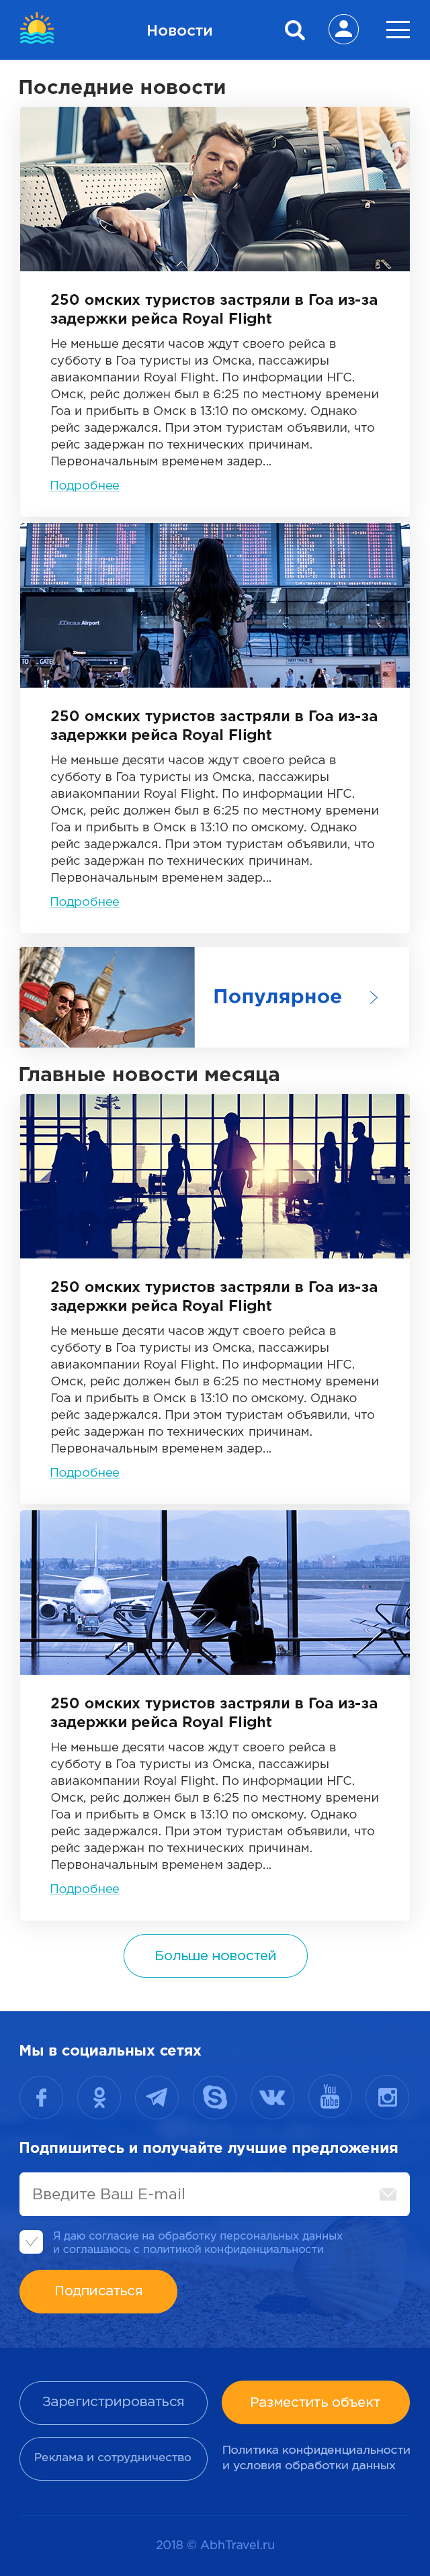 Новости
Последние новости
250 омских туристов застряли в Гоа из-за
задержки рейса Royal Flight
Не меньше десяти часов ждут своего рейса в
субботу в Гоа туристы из Омска, пассажиры
авиакомпании Royal Flight. По информации НГС.
Омск, рейс должен был в 6:25 по местному времени
Гоа и прибыть в Омск в 13:10 по омскому. Однако
рейс задержался. При этом туристам объявили, что
рейс задержан по технических причинам.
Первоначальным временем задер...
Подробнее
JCDecaux Airport
250 омских туристов застряли в Гоа из-за
задержки рейса Royal Flight
Не меньше десяти часов ждут своего рейса в
субботу в Гоа туристы из Омска, пассажиры
авиакомпании Royal Flight. По информации НГС.
Омск, рейс должен был в 6:25 по местному времени
Гоа и прибыть в Омск в 13:10 по омскому. Однако
рейс задержался. При этом туристам объявили, что
рейс задержан по технических причинам.
Первоначальным временем задер...
Подробнее
Популярное
Главные новости месяца
250 омских туристов застряли в Гоа из-за
задержки рейса Royal Flight
Не меньше десяти часов ждут своего рейса в
субботу в Гоа туристы из Омска, пассажиры
авиакомпании Royal Flight. По информации НГС.
Омск, рейс должен был в 6:25 по местному времени
Гоа и прибыть в Омск в 13:10 по омскому. Однако
рейс задержался. При этом туристам объявили, что
рейс задержан по технических причинам.
Первоначальным временем задер...
Подробнее
250 омских туристов застряли в Гоа из-за
задержки рейса Royal Flight
Не меньше десяти часов ждут своего рейса в
субботу в Гоа туристы из Омска, пассажиры
авиакомпании Royal Flight. По информации НГС.
Омск, рейс должен был в 6:25 по местному времени
Гоа и прибыть в Омск в 13:10 по омскому. Однако
рейс задержался. При этом туристам объявили, что
рейс задержан по технических причинам.
Первоначальным временем задер...
Подробнее
Больше новостей
Мы в социальных сетях
You Tube
Подпишитесь и получайте лучшие предложения
Введите Ваш E-mail
Я даю согласие на обработку персональных данных
и соглашаюсь с политикой конфиденциальности
Подписаться
Зарегистрироваться
Разместить объект
Реклама и сотрудничество
Политика конфиденциальности
и условия обработки данных
2018 © AbhTravel.ru